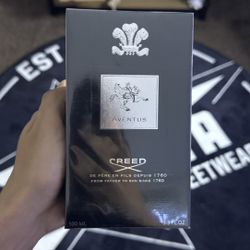 EST
AVENTUS
CREED
DE PÈRE EN FILS DEPUIS 1760
FROM FATHER TO SON SINCE 1760
100 ML
FL.OZ